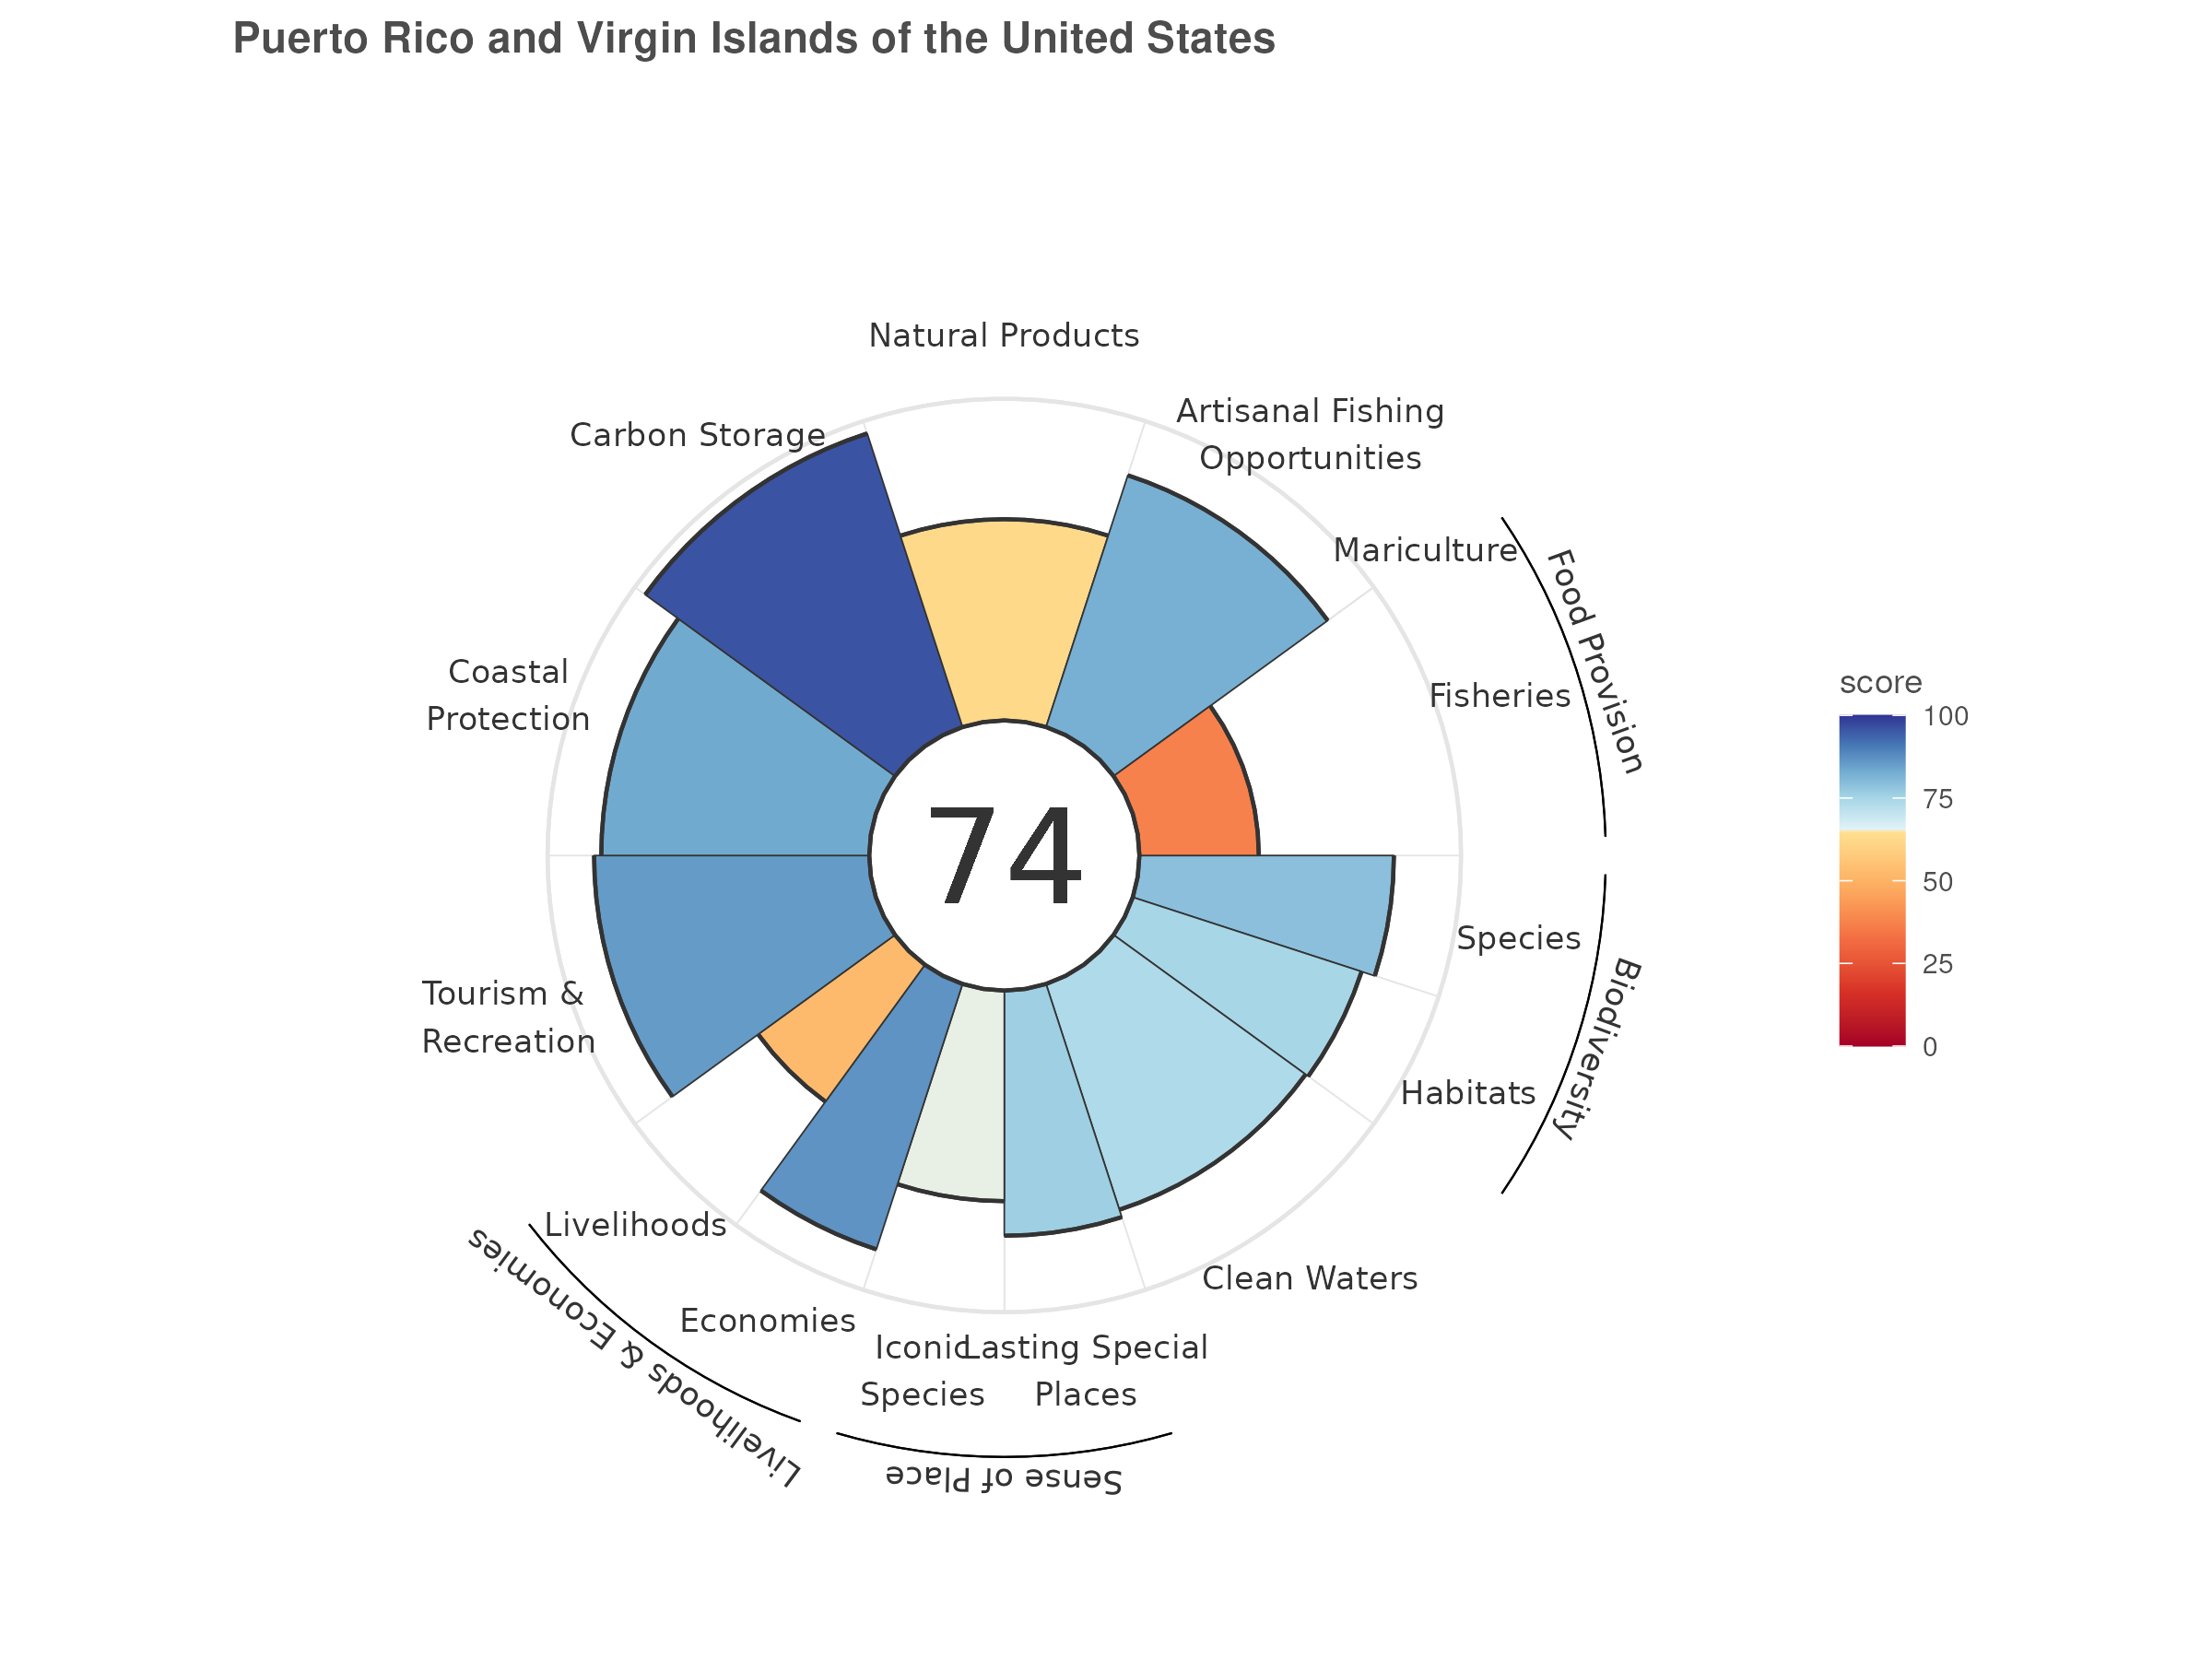 Puerto Rico and Virgin Islands of the United States
Natural Products
Artisanal Fishing
Opportunities
Carbon Storage
Mariculture
Food Provision
Fisheries
Coastal
Protection
74
score
100
75
50
25
0
Species
Biodiversity
Habitats
Tourism &
Recreation
Livelihoods
Livelihoods & Economies
Economies
Clean Waters
Iconic
Species
Lasting Special
Places
Sense of Place